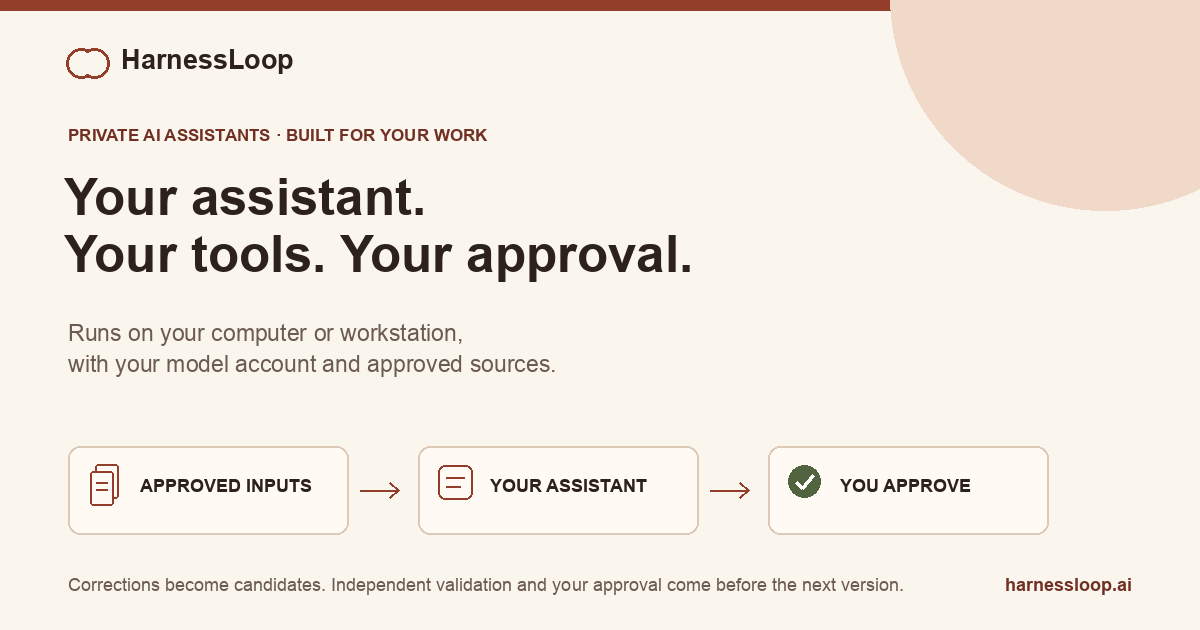 HarnessLoop
PRIVATE AI ASSISTANTS · BUILT FOR YOUR WORK
Your assistant.
Your tools. Your approval.
Runs on your computer or workstation,
with your model account and approved sources.
APPROVED INPUTS
YOUR ASSISTANT
YOU APPROVE
Corrections become candidates. Independent validation and your approval come before the next version.
harnessloop.ai